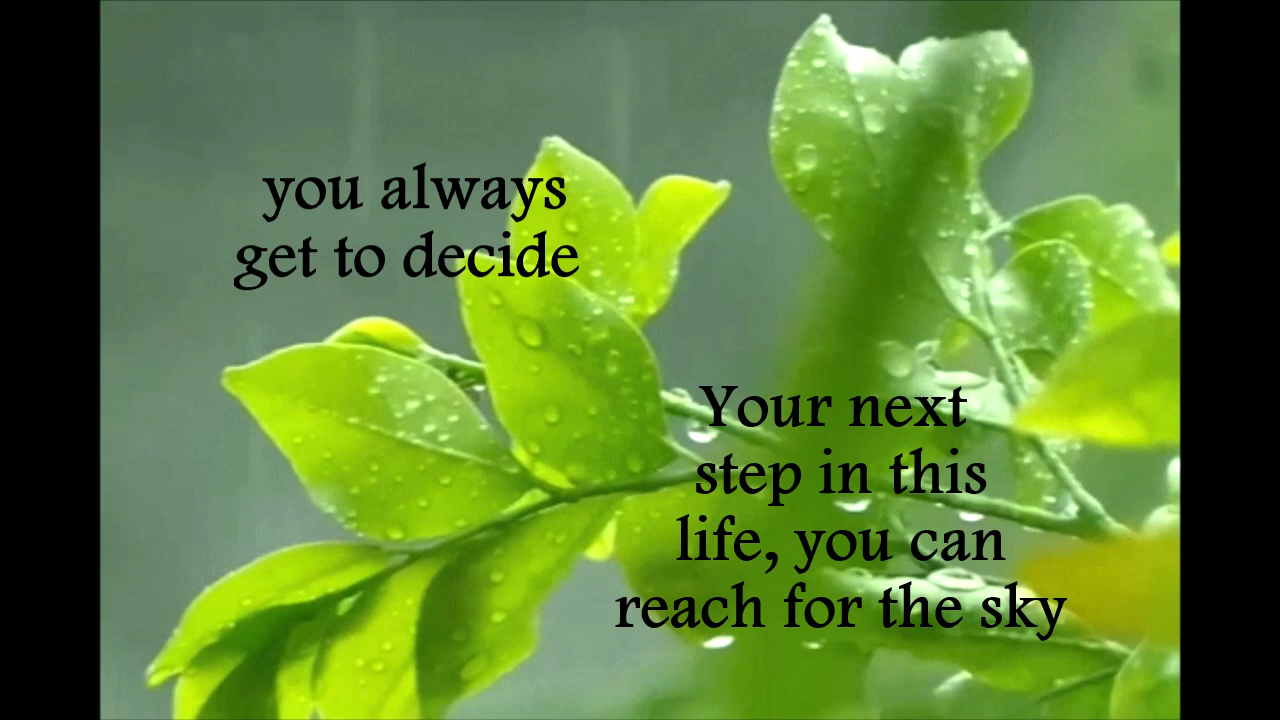 you always
get to decide
Your next
step in this
life, you can
reach for the sky